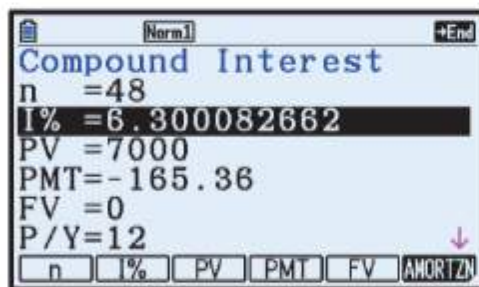 Norm1 →End
Compound Interest
n =48
I% =6.300082662
PV =7000
PMT=-165.36
FV =0
P/Y=12 ↓
n I% PV PMT FV AMORTZN